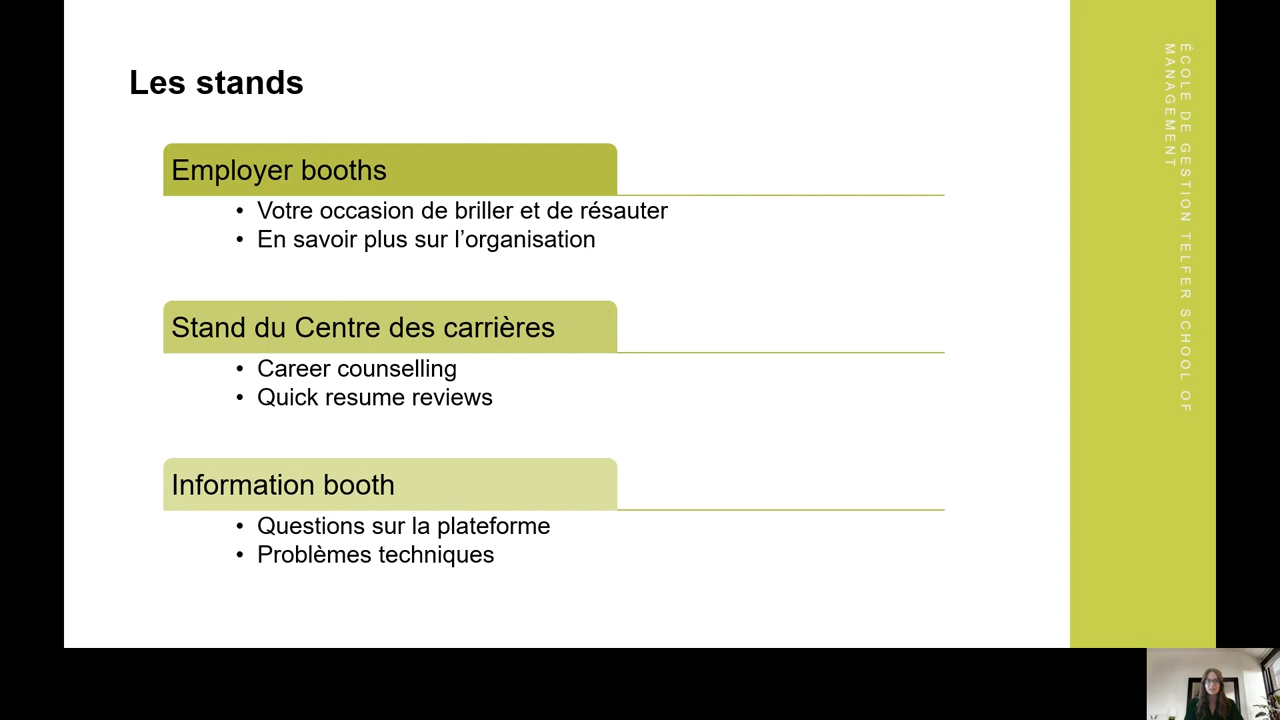 Les stands
Employer booths
• Votre occasion de briller et de résauter
• En savoir plus sur l’organisation
Stand du Centre des carrières
• Career counselling
• Quick resume reviews
Information booth
• Questions sur la plateforme
• Problèmes techniques
ÉCOLE DE GESTION TELFER SCHOOL OF
MANAGEMENT